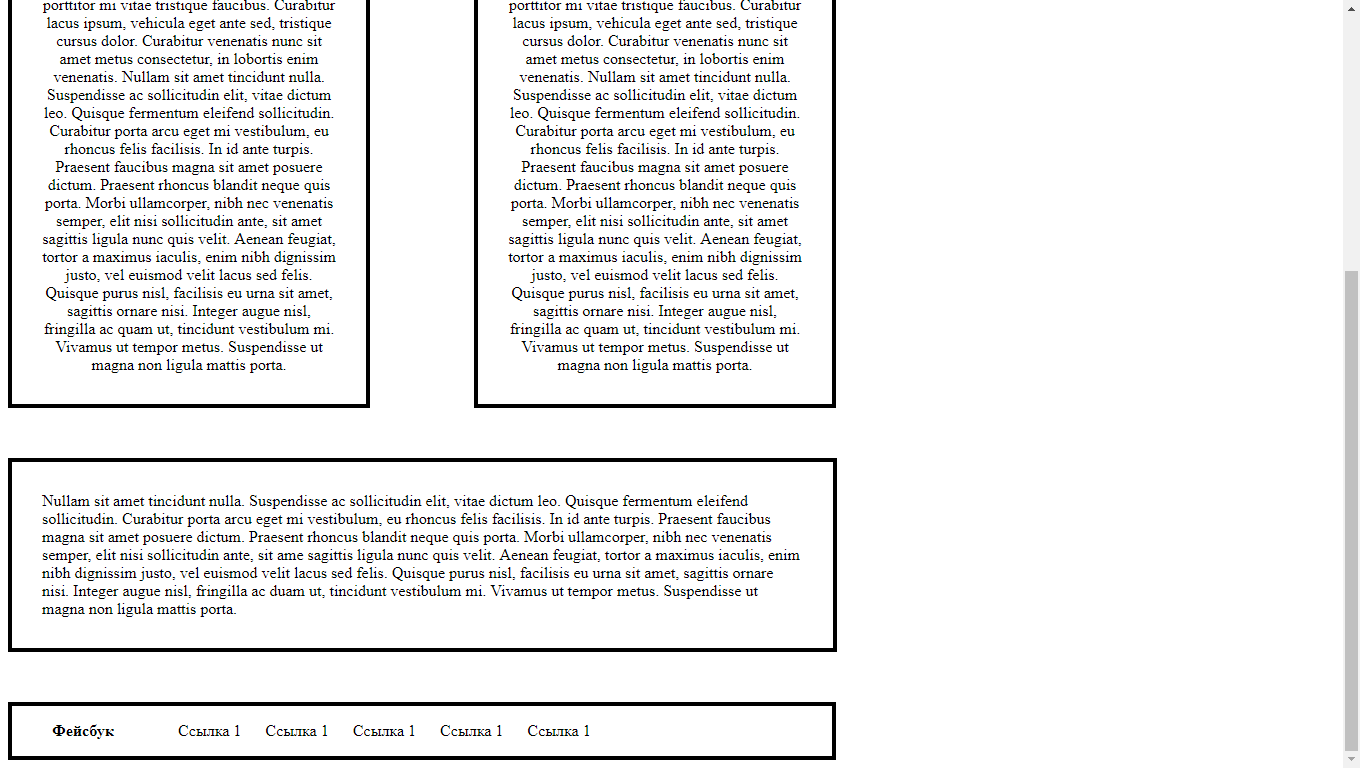 porttitor mi vitae tristique faucibus. Curabitur
lacus ipsum, vehicula eget ante sed, tristique
cursus dolor. Curabitur venenatis nunc sit
amet metus consectetur, in lobortis enim
venenatis. Nullam sit amet tincidunt nulla.
Suspendisse ac sollicitudin elit, vitae dictum
leo. Quisque fermentum eleifend sollicitudin.
Curabitur porta arcu eget mi vestibulum, eu
rhoncus felis facilisis. In id ante turpis.
Praesent faucibus magna sit amet posuere
dictum. Praesent rhoncus blandit neque quis
porta. Morbi ullamcorper, nibh nec venenatis
semper, elit nisi sollicitudin ante, sit amet
sagittis ligula nunc quis velit. Aenean feugiat,
tortor a maximus iaculis, enim nibh dignissim
justo, vel euismod velit lacus sed felis.
Quisque purus nisl, facilisis eu urna sit amet,
sagittis ornare nisi. Integer augue nisl,
fringilla ac quam ut, tincidunt vestibulum mi.
Vivamus ut tempor metus. Suspendisse ut
magna non ligula mattis porta.
porttitor mi vitae tristique faucibus. Curabitur
lacus ipsum, vehicula eget ante sed, tristique
cursus dolor. Curabitur venenatis nunc sit
amet metus consectetur, in lobortis enim
venenatis. Nullam sit amet tincidunt nulla.
Suspendisse ac sollicitudin elit, vitae dictum
leo. Quisque fermentum eleifend sollicitudin.
Curabitur porta arcu eget mi vestibulum, eu
rhoncus felis facilisis. In id ante turpis.
Praesent faucibus magna sit amet posuere
dictum. Praesent rhoncus blandit neque quis
porta. Morbi ullamcorper, nibh nec venenatis
semper, elit nisi sollicitudin ante, sit amet
sagittis ligula nunc quis velit. Aenean feugiat,
tortor a maximus iaculis, enim nibh dignissim
justo, vel euismod velit lacus sed felis.
Quisque purus nisl, facilisis eu urna sit amet,
sagittis ornare nisi. Integer augue nisl,
fringilla ac quam ut, tincidunt vestibulum mi.
Vivamus ut tempor metus. Suspendisse ut
magna non ligula mattis porta.
Nullam sit amet tincidunt nulla. Suspendisse ac sollicitudin elit, vitae dictum leo. Quisque fermentum eleifend
sollicitudin. Curabitur porta arcu eget mi vestibulum, eu rhoncus felis facilisis. In id ante turpis. Praesent faucibus
magna sit amet posuere dictum. Praesent rhoncus blandit neque quis porta. Morbi ullamcorper, nibh nec venenatis
semper, elit nisi sollicitudin ante, sit ame sagittis ligula nunc quis velit. Aenean feugiat, tortor a maximus iaculis, enim
nibh dignissim justo, vel euismod velit lacus sed felis. Quisque purus nisl, facilisis eu urna sit amet, sagittis ornare
nisi. Integer augue nisl, fringilla ac duam ut, tincidunt vestibulum mi. Vivamus ut tempor metus. Suspendisse ut
magna non ligula mattis porta.
Фейсбук Ссылка 1 Ссылка 1 Ссылка 1 Ссылка 1 Ссылка 1